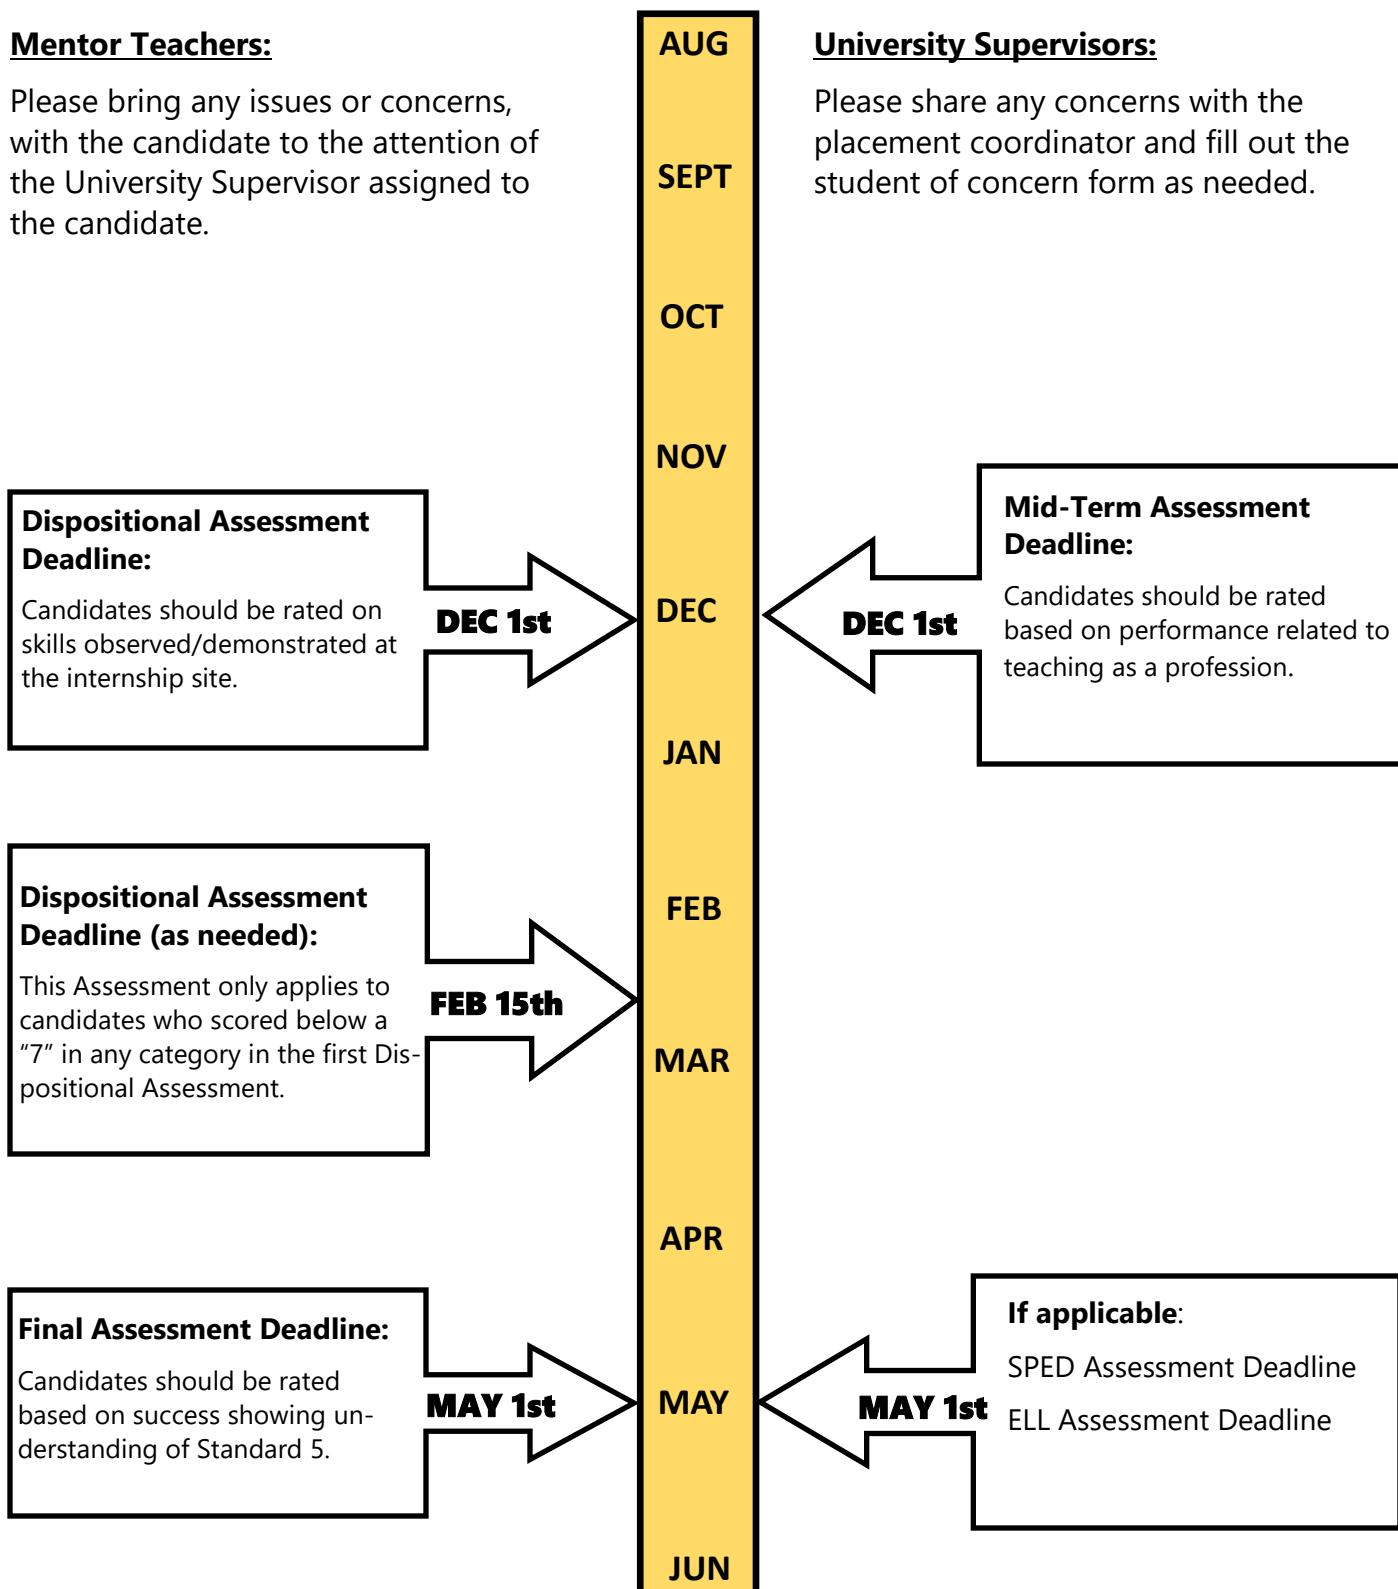 Mentor Teachers:
Please bring any issues or concerns,
with the candidate to the attention of
the University Supervisor assigned to
the candidate.
University Supervisors:
Please share any concerns with the
placement coordinator and fill out the
student of concern form as needed.
AUG
SEPT
OCT
NOV
Dispositional Assessment
Deadline:
Candidates should be rated on
skills observed/demonstrated at
the internship site.
DEC 1st
DEC
DEC 1st
Mid-Term Assessment
Deadline:
Candidates should be rated
based on performance related to
teaching as a profession.
JAN
Dispositional Assessment
Deadline (as needed):
This Assessment only applies to
candidates who scored below a
“7” in any category in the first Dis-
positional Assessment.
FEB 15th
FEB
MAR
APR
Final Assessment Deadline:
Candidates should be rated
based on success showing un-
derstanding of Standard 5.
MAY 1st
MAY
MAY 1st
If applicable:
SPED Assessment Deadline
ELL Assessment Deadline
JUN